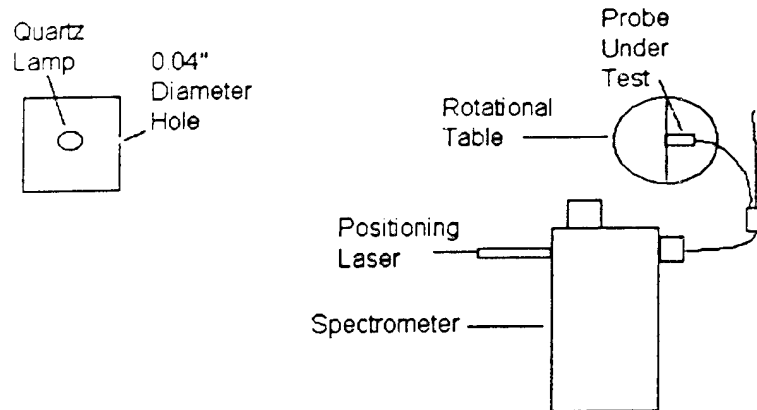 Quartz
Lamp
0.04"
Diameter
Hole
Probe
Under
Test
Rotational
Table
Positioning
Laser
Spectrometer